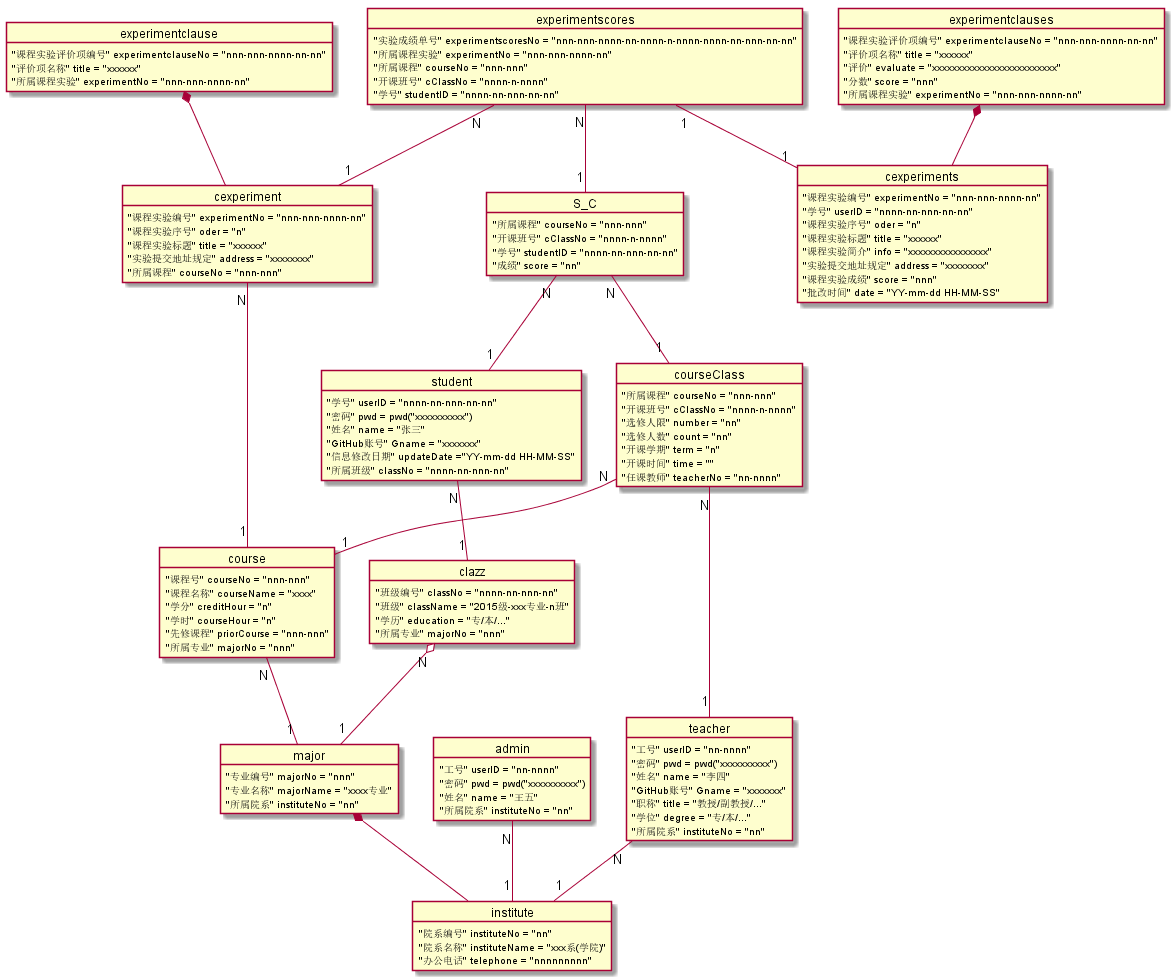 experimentclause
"课程实验评价项编号" experimentclauseNo = "nnn-nnn-nnnn-nn-nn"
"评价项名称" title = "xxxxxx"
"所属课程实验" experimentNo = "nnn-nnn-nnnn-nn"
experimentscores
"实验成绩单号" experimentscoresNo = "nnn-nnn-nnnn-nn-nnnn-n-nnnn-nnnn-nn-nnn-nn-nn"
"所属课程实验" experimentNo = "nnn-nnn-nnnn-nn"
"所属课程" courseNo = "nnn-nnn"
"开课班号" cClassNo = "nnnn-n-nnnn"
"学号" studentID = "nnnn-nn-nnn-nn-nn"
experimentclauses
"课程实验评价项编号" experimentclauseNo = "nnn-nnn-nnnn-nn-nn"
"评价项名称" title = "xxxxxx"
"评价" evaluate = "xxxxxxxxxxxxxxxxxxxxxxxx"
"分数" score = "nnn"
"所属课程实验" experimentNo = "nnn-nnn-nnnn-nn"
N
N
1
1
1
1
cexperiment
"课程实验编号" experimentNo = "nnn-nnn-nnnn-nn"
"课程实验序号" oder = "n"
"课程实验标题" title = "xxxxxx"
"实验提交地址规定" address = "xxxxxxxx"
"所属课程" courseNo = "nnn-nnn"
S_C
"所属课程" courseNo = "nnn-nnn"
"开课班号" cClassNo = "nnnn-n-nnnn"
"学号" studentID = "nnnn-nn-nnn-nn-nn"
"成绩" score = "nn"
cexperiments
"课程实验编号" experimentNo = "nnn-nnn-nnnn-nn"
"学号" userID = "nnnn-nn-nnn-nn-nn"
"课程实验序号" oder = "n"
"课程实验标题" title = "xxxxxx"
"课程实验简介" info = "xxxxxxxxxxxxxxx"
"实验提交地址规定" address = "xxxxxxxx"
"课程实验成绩" score = "nnn"
"批改时间" date = "YY-mm-dd HH-MM-SS"
N
N
N
1
1
student
"学号" userID = "nnnn-nn-nnn-nn-nn"
"密码" pwd = pwd("xxxxxxxxxx")
"姓名" name = "张三"
"GitHub账号" Gname = "xxxxxxx"
"信息修改日期" updateDate ="YY-mm-dd HH-MM-SS"
"所属班级" classNo = "nnnn-nn-nnn-nn"
courseClass
"所属课程" courseNo = "nnn-nnn"
"开课班号" cClassNo = "nnnn-n-nnnn"
"选修人限" number = "nn"
"选修人数" count = "nn"
"开课学期" term = "n"
"开课时间" time = ""
"任课教师" teacherNo = "nn-nnnn"
N
N
N
1
1
1
course
"课程号" courseNo = "nnn-nnn"
"课程名称" courseName = "xxxx"
"学分" creditHour = "n"
"学时" courseHour = "n"
"先修课程" priorCourse = "nnn-nnn"
"所属专业" majorNo = "nnn"
clazz
"班级编号" classNo = "nnnn-nn-nnn-nn"
"班级" className = "2015级-xxx专业-n班"
"学历" education = "专/本/..."
"所属专业" majorNo = "nnn"
N
N
1
1
1
major
"专业编号" majorNo = "nnn"
"专业名称" majorName = "xxxx专业"
"所属院系" instituteNo = "nn"
admin
"工号" userID = "nn-nnnn"
"密码" pwd = pwd("xxxxxxxxxx")
"姓名" name = "王五"
"所属院系" instituteNo = "nn"
teacher
"工号" userID = "nn-nnnn"
"密码" pwd = pwd("xxxxxxxxxx")
"姓名" name = "李四"
"GitHub账号" Gname = "xxxxxxx"
"职称" title = "教授/副教授/..."
"学位" degree = "专/本/..."
"所属院系" instituteNo = "nn"
N
N
1
1
institute
"院系编号" instituteNo = "nn"
"院系名称" instituteName = "xxx系(学院)"
"办公电话" telephone = "nnnnnnnnn"